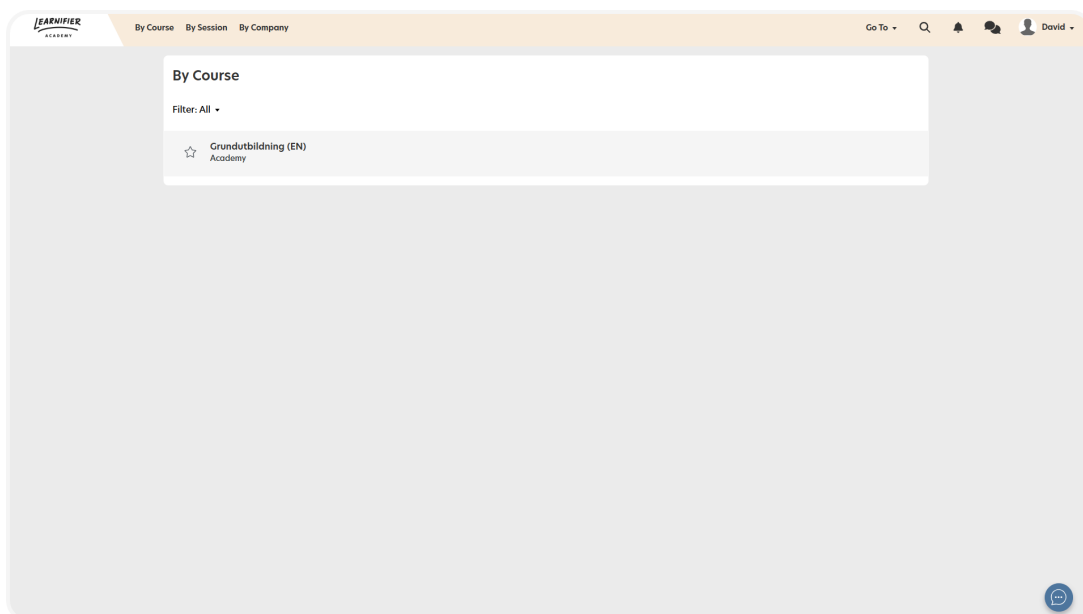 LEARNIFIER
ACADEMY
By Course By Session By Company
Go To
David
By Course
Filter: All
Grundutbildning (EN)
Academy